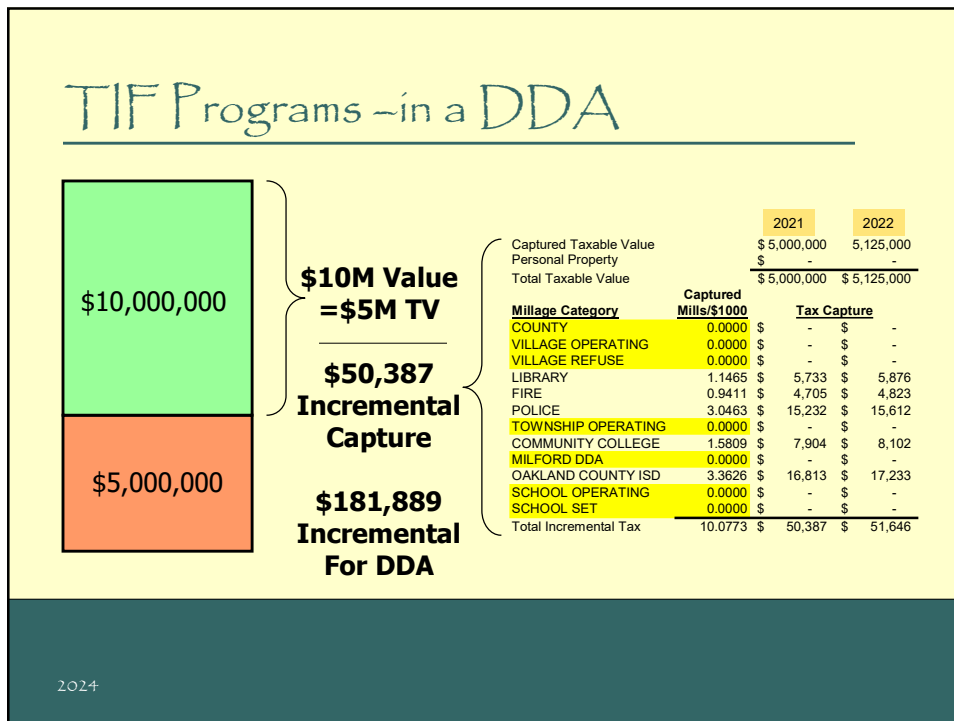 TIF Programs –in a DDA
$10,000,000
$5,000,000
$10M Value
=$5M TV
$50,387
Incremental
Capture
$181,889
Incremental
For DDA
2021 2022
Captured Taxable Value $ 5,000,000 5,125,000
Personal Property $ - -
Total Taxable Value $ 5,000,000 $ 5,125,000
Captured
Millage Category Mills/$1000 Tax Capture
COUNTY 0.0000 $ - $ -
VILLAGE OPERATING 0.0000 $ - $ -
VILLAGE REFUSE 0.0000 $ - $ -
LIBRARY 1.1465 $ 5,733 $ 5,876
FIRE 0.9411 $ 4,705 $ 4,823
POLICE 3.0463 $ 15,232 $ 15,612
TOWNSHIP OPERATING 0.0000 $ - $ -
COMMUNITY COLLEGE 1.5809 $ 7,904 $ 8,102
MILFORD DDA 0.0000 $ - $ -
OAKLAND COUNTY ISD 3.3626 $ 16,813 $ 17,233
SCHOOL OPERATING 0.0000 $ - $ -
SCHOOL SET 0.0000 $ - $ -
Total Incremental Tax 10.0773 $ 50,387 $ 51,646
2024